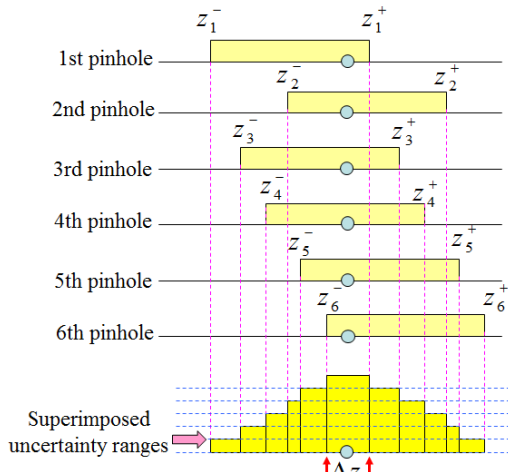 z₁⁻ z₁⁺
1st pinhole
z₂⁻ z₂⁺
2nd pinhole
z₃⁻ z₃⁺
3rd pinhole
z₄⁻ z₄⁺
4th pinhole
z₅⁻ z₅⁺
5th pinhole
z₆⁻ z₆⁺
6th pinhole
Superimposed
uncertainty ranges
Δz